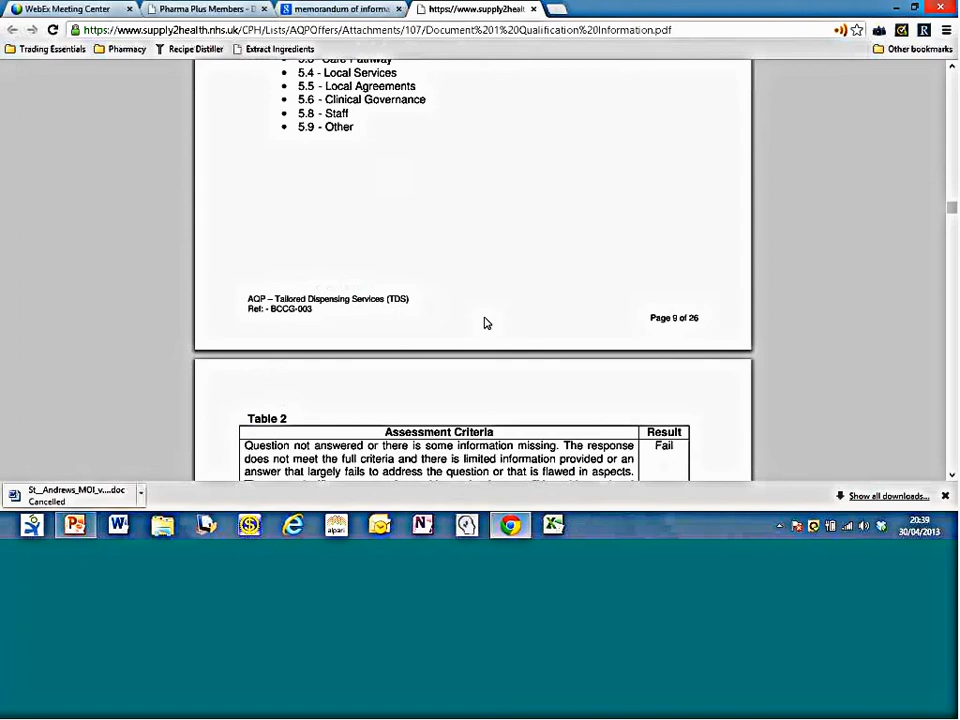 WebEx Meeting Center
Pharma Plus Members - D
memorandum of informa
https://www.supply2healt
https://www.supply2health.nhs.uk/CPH/Lists/AQPOffers/Attachments/107/Document%201%20Qualification%20Information.pdf
Trading Essentials
Pharmacy
Recipe Distiller
Extract Ingredients
Other bookmarks
5.3 - Care Pathway
5.4 - Local Services
5.5 - Local Agreements
5.6 - Clinical Governance
5.8 - Staff
5.9 - Other
AQP – Tailored Dispensing Services (TDS)
Ref: - BCCG-003
Page 9 of 26
Table 2
Assessment Criteria Result
Question not answered or there is some information missing. The response Fail
does not meet the full criteria and there is limited information provided or an
answer that largely fails to address the question or that is flawed in aspects.
St__Andrews_MOI_v....doc
Cancelled
Show all downloads...
alpari
20:39
30/04/2013